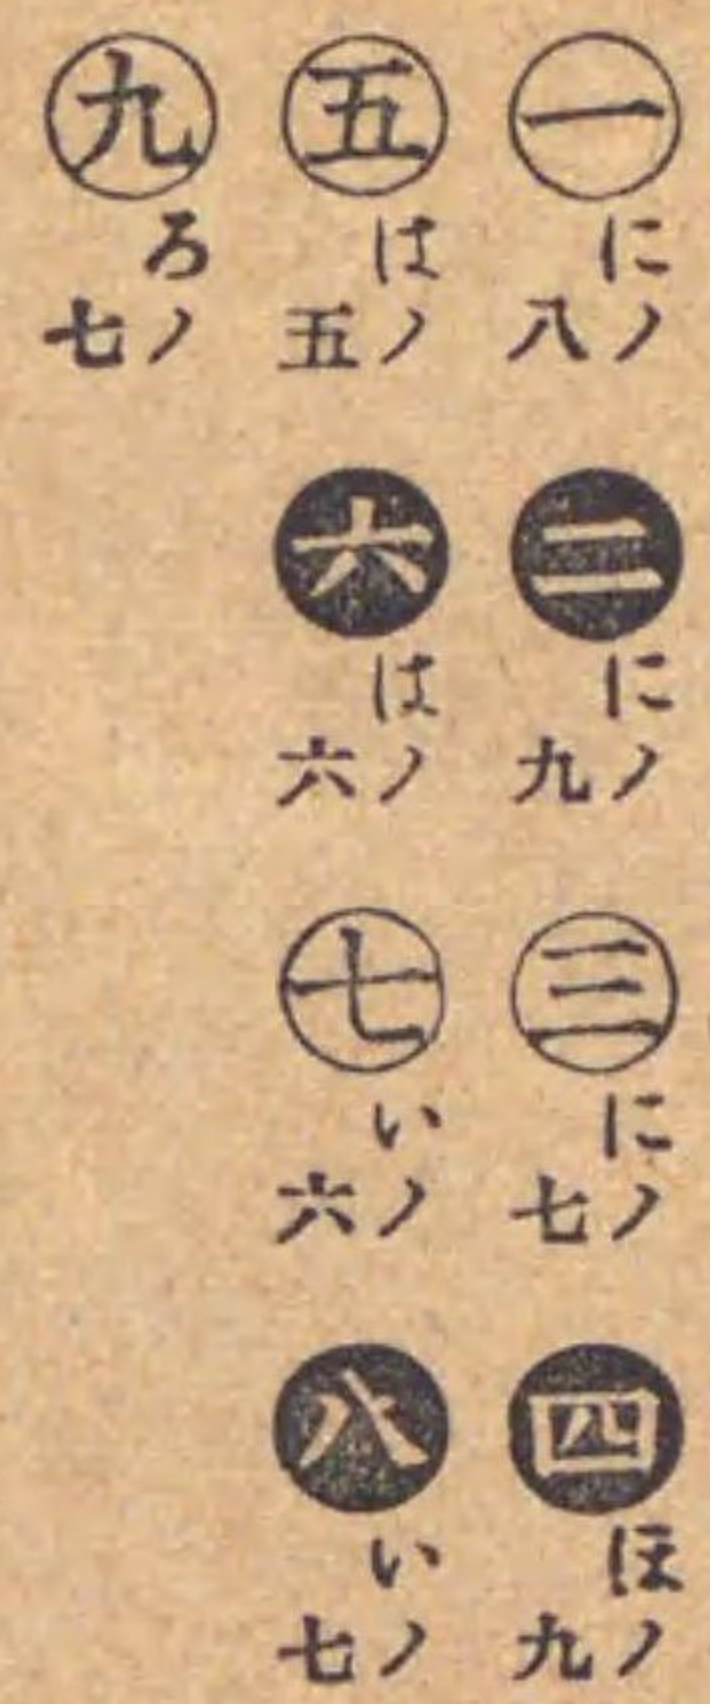 一 にノ八
二 にノ九
三 にノ七
四 ほノ九
五 はノ五
六 はノ六
七 いノ六
八 いノ七
九 ろノ七